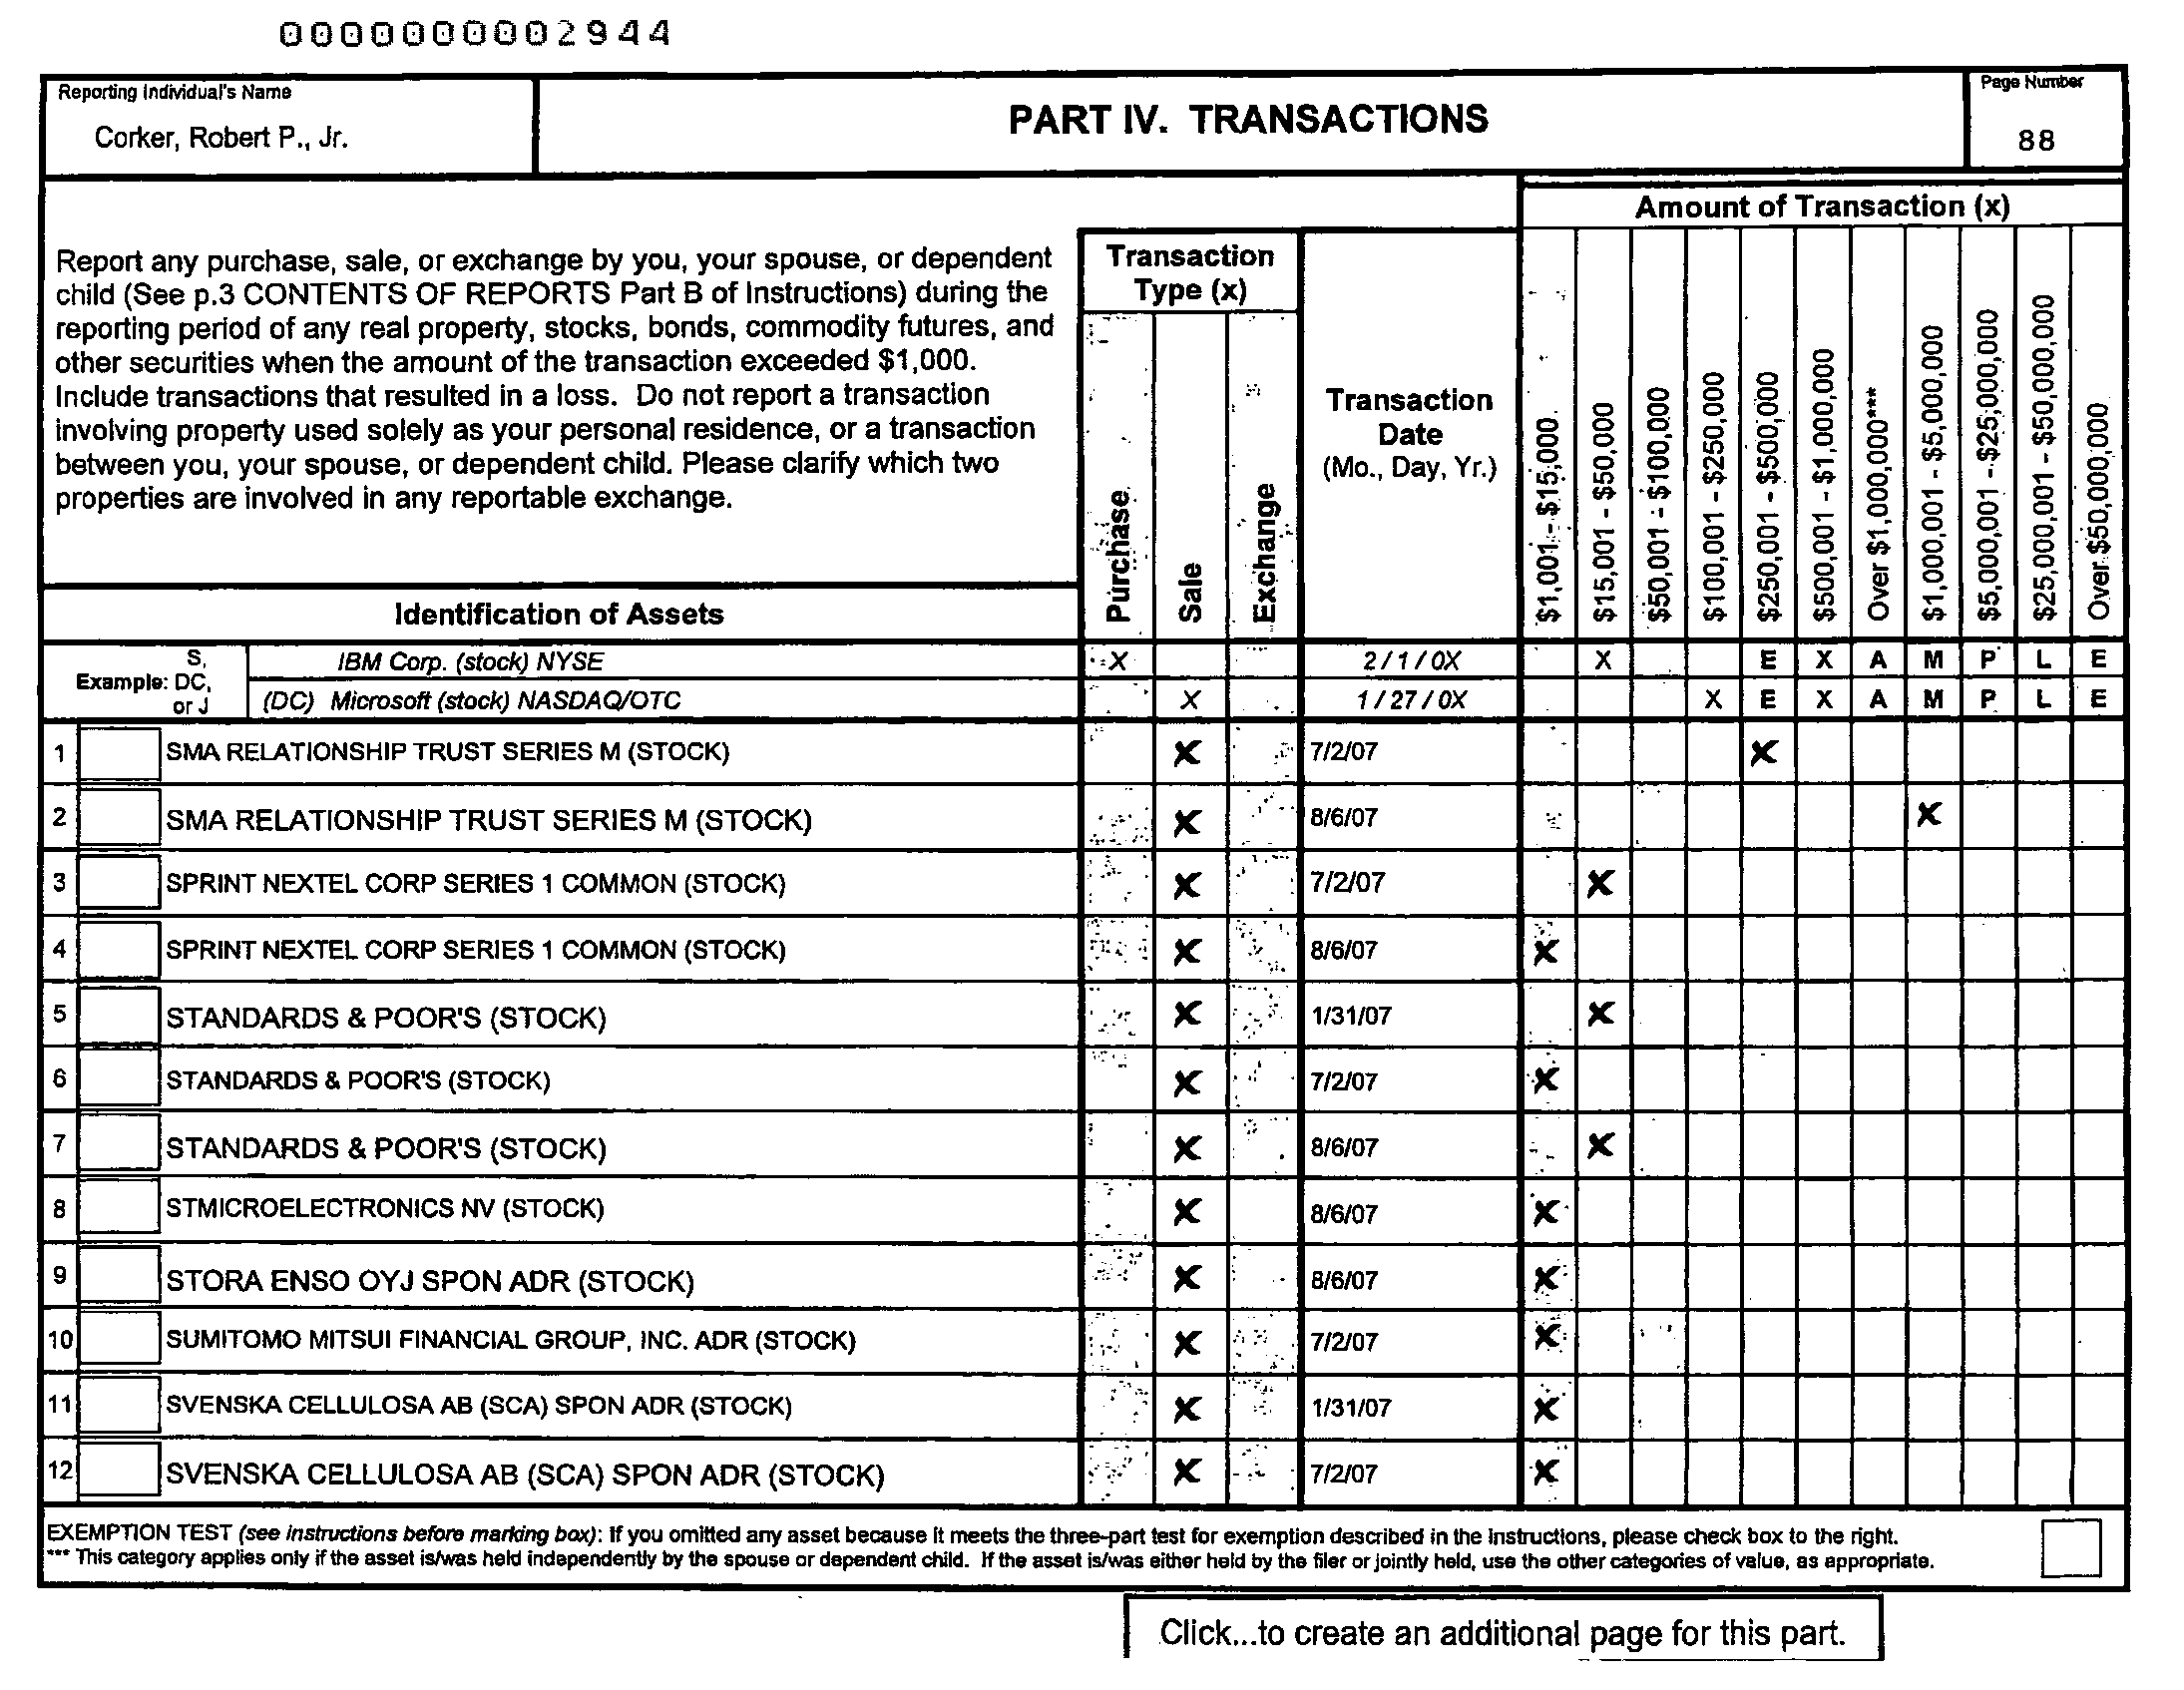 0000000002944
Reporting Individual's Name
Corker, Robert P., Jr.
PART IV. TRANSACTIONS
Page Number
88
Amount of Transaction (x)
Report any purchase, sale, or exchange by you, your spouse, or dependent
child (See p.3 CONTENTS OF REPORTS Part B of Instructions) during the
reporting period of any real property, stocks, bonds, commodity futures, and
other securities when the amount of the transaction exceeded $1,000.
Include transactions that resulted in a loss. Do not report a transaction
involving property used solely as your personal residence, or a transaction
between you, your spouse, or dependent child. Please clarify which two
properties are involved in any reportable exchange.
Transaction
Type (x)
Purchase
Sale
Exchange
Transaction
Date
(Mo., Day, Yr.)
$1,001 - $15,000
$15,001 - $50,000
$50,001 - $100,000
$100,001 - $250,000
$250,001 - $500,000
$500,001 - $1,000,000
Over $1,000,000***
$1,000,001 - $5,000,000
$5,000,001 - $25,000,000
$25,000,001 - $50,000,000
Over $50,000,000
Identification of Assets
Example: S, DC, or J
IBM Corp. (stock) NYSE X 2 / 1 / 0X X E X A M P L E
(DC) Microsoft (stock) NASDAQ/OTC X 1 / 27 / 0X X E X A M P L E
1 SMA RELATIONSHIP TRUST SERIES M (STOCK) X 7/2/07 X
2 SMA RELATIONSHIP TRUST SERIES M (STOCK) X 8/6/07 X
3 SPRINT NEXTEL CORP SERIES 1 COMMON (STOCK) X 7/2/07 X
4 SPRINT NEXTEL CORP SERIES 1 COMMON (STOCK) X 8/6/07 X
5 STANDARDS & POOR'S (STOCK) X 1/31/07 X
6 STANDARDS & POOR'S (STOCK) X 7/2/07 X
7 STANDARDS & POOR'S (STOCK) X 8/6/07 X
8 STMICROELECTRONICS NV (STOCK) X 8/6/07 X
9 STORA ENSO OYJ SPON ADR (STOCK) X 8/6/07 X
10 SUMITOMO MITSUI FINANCIAL GROUP, INC. ADR (STOCK) X 7/2/07 X
11 SVENSKA CELLULOSA AB (SCA) SPON ADR (STOCK) X 1/31/07 X
12 SVENSKA CELLULOSA AB (SCA) SPON ADR (STOCK) X 7/2/07 X
EXEMPTION TEST (see instructions before marking box): If you omitted any asset because it meets the three-part test for exemption described in the instructions, please check box to the right.
*** This category applies only if the asset is/was held independently by the spouse or dependent child. If the asset is/was either held by the filer or jointly held, use the other categories of value, as appropriate.
Click...to create an additional page for this part.